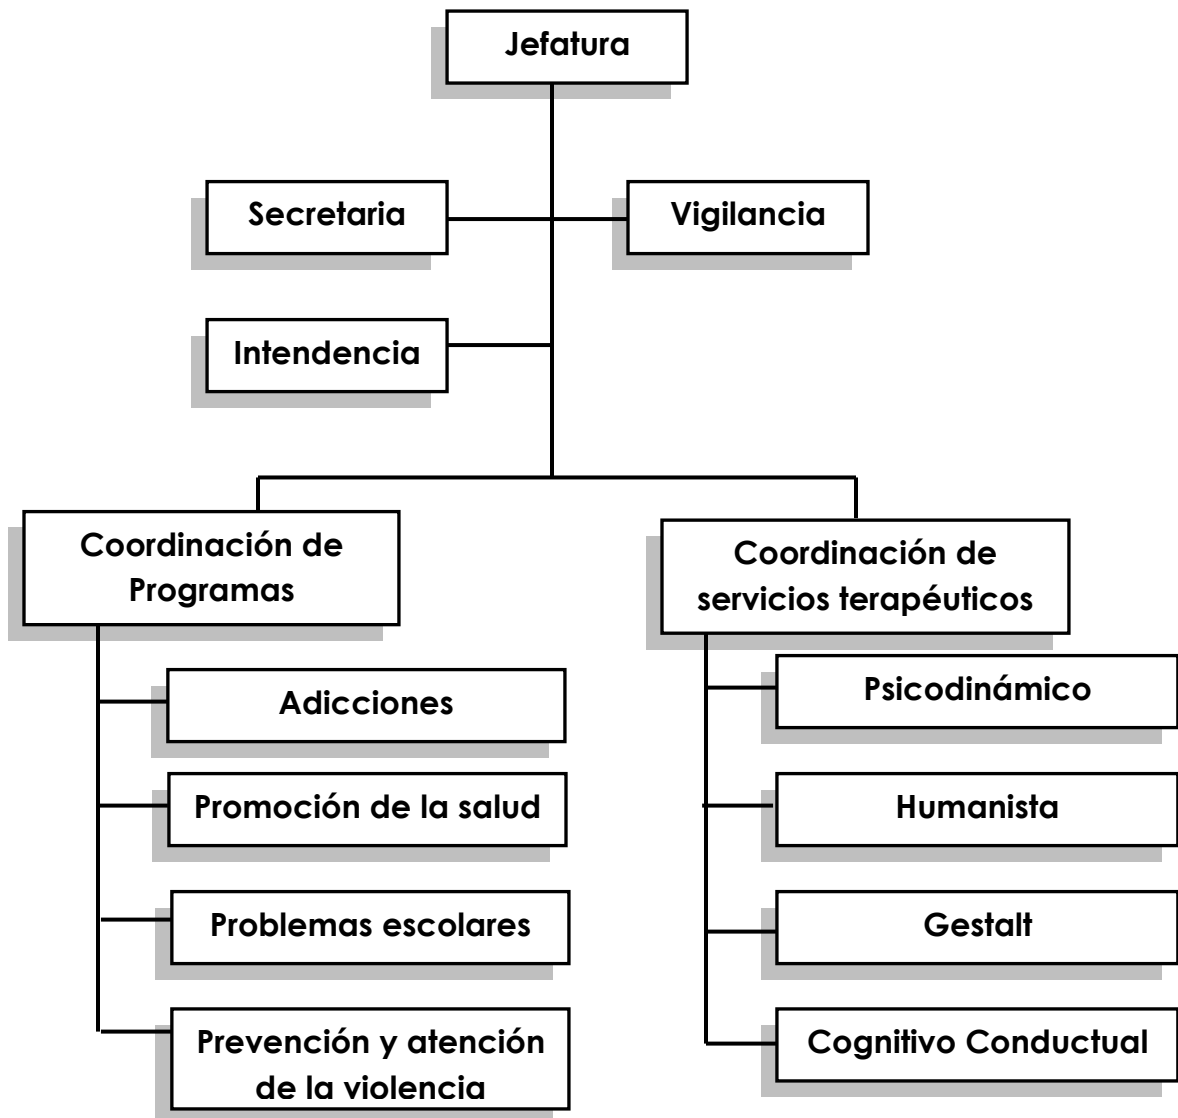 Jefatura
Secretaria
Vigilancia
Intendencia
Coordinación de
Programas
Adicciones
Promoción de la salud
Problemas escolares
Prevención y atención
de la violencia
Coordinación de
servicios terapéuticos
Psicodinámico
Humanista
Gestalt
Cognitivo Conductual